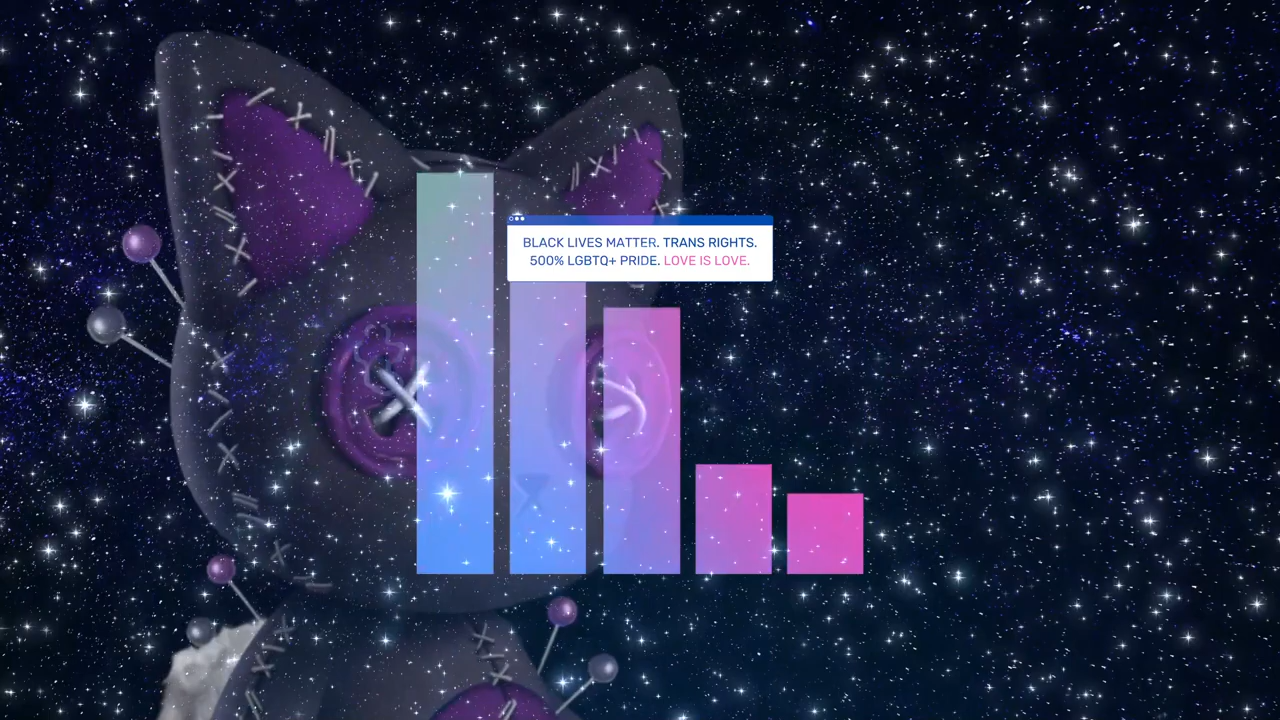 BLACK LIVES MATTER. TRANS RIGHTS.
500% LGBTQ+ PRIDE. LOVE IS LOVE.